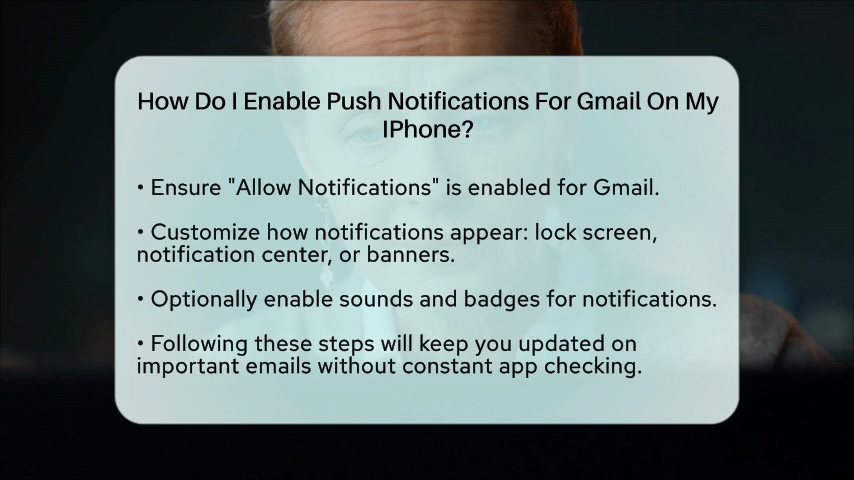 How Do I Enable Push Notifications For Gmail On My
IPhone?
• Ensure "Allow Notifications" is enabled for Gmail.
• Customize how notifications appear: lock screen,
notification center, or banners.
• Optionally enable sounds and badges for notifications.
• Following these steps will keep you updated on
important emails without constant app checking.